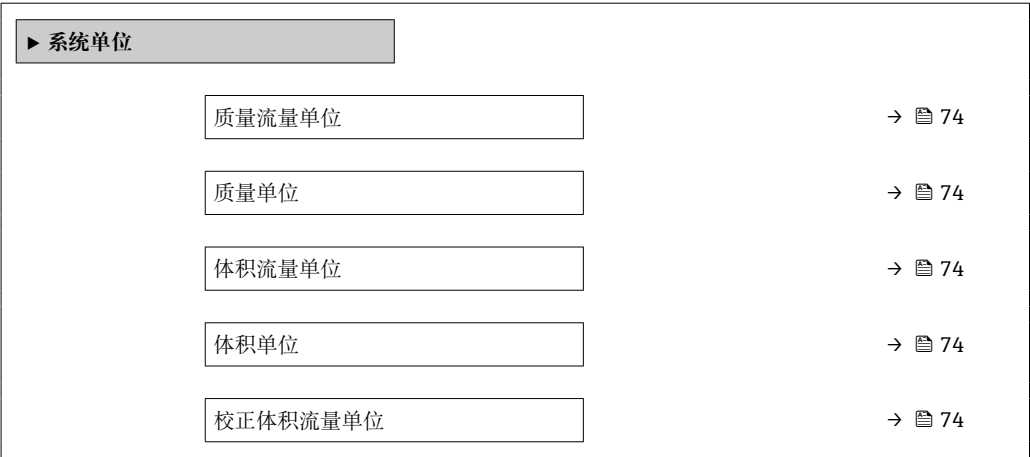 ▶ 系统单位
质量流量单位 → 🖹 74
质量单位 → 🖹 74
体积流量单位 → 🖹 74
体积单位 → 🖹 74
校正体积流量单位 → 🖹 74